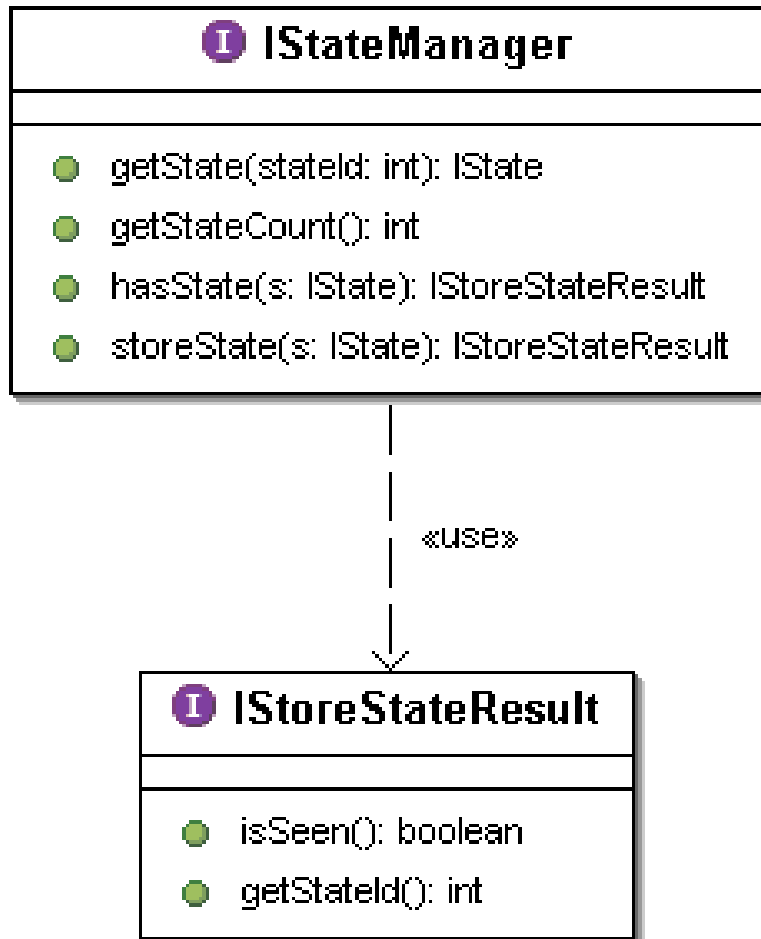 I IStateManager
getState(stateId: int): IState
getStateCount(): int
hasState(s: IState): IStoreStateResult
storeState(s: IState): IStoreStateResult
«use»
I IStoreStateResult
isSeen(): boolean
getStateId(): int